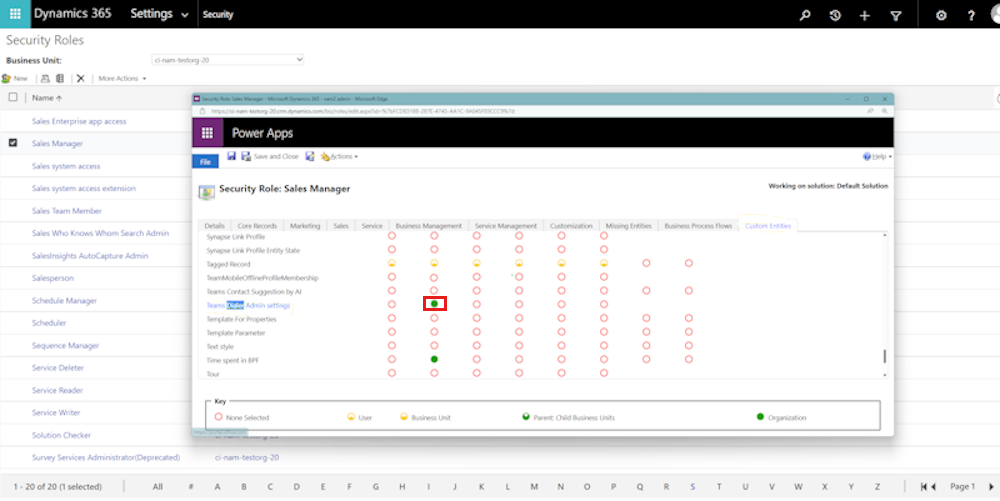 Dynamics 365 Settings Security
Security Roles
Business Unit: ci-nam-testorg-20
New More Actions
Name
Sales Enterprise app access
Sales Manager
Sales system access
Sales system access extension
Sales Team Member
Sales Who Knows Whom Search Admin
SalesInsights AutoCapture Admin
Salesperson
Schedule Manager
Scheduler
Sequence Manager
Service Deleter
Service Reader
Service Writer
Solution Checker
Survey Services Administrator(Deprecated) ci-nam-testorg-20
Security Role: Sales Manager - Microsoft Dynamics 365 - nam2 admin - Microsoft Edge
Power Apps
File Save and Close Actions Help
Security Role: Sales Manager
Working on solution: Default Solution
Details Core Records Marketing Sales Service Business Management Service Management Customization Missing Entities Business Process Flows Custom Entities
Synapse Link Profile
Synapse Link Profile Entity State
Tagged Record
TeamMobileOfflineProfileMembership
Teams Contact Suggestion by AI
Teams Dialer Admin settings
Template For Properties
Template Parameter
Text style
Time spent in BPF
Tour
Key
None Selected User Business Unit Parent: Child Business Units Organization
1 - 20 of 20 (1 selected) All # A B C D E F G H I J K L M N O P Q R S T U V W X Y Z Page 1